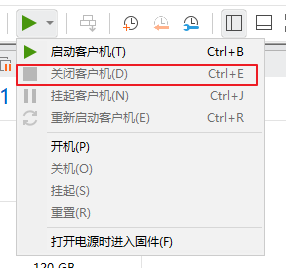 启动客户机(T) Ctrl+B
关闭客户机(D) Ctrl+E
挂起客户机(N) Ctrl+J
重新启动客户机(E) Ctrl+R
开机(P)
关机(O)
挂起(S)
重置(R)
打开电源时进入固件(F)